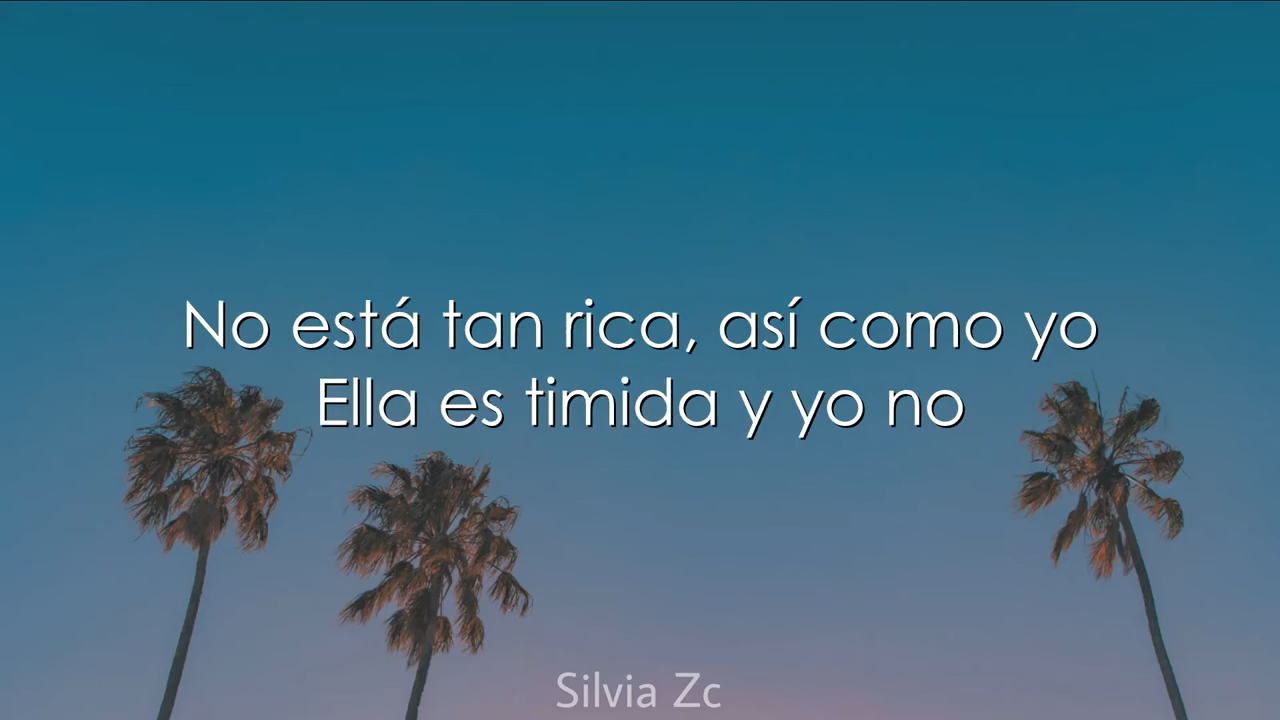 No está tan rica, así como yo
Ella es timida y yo no
Silvia Zc